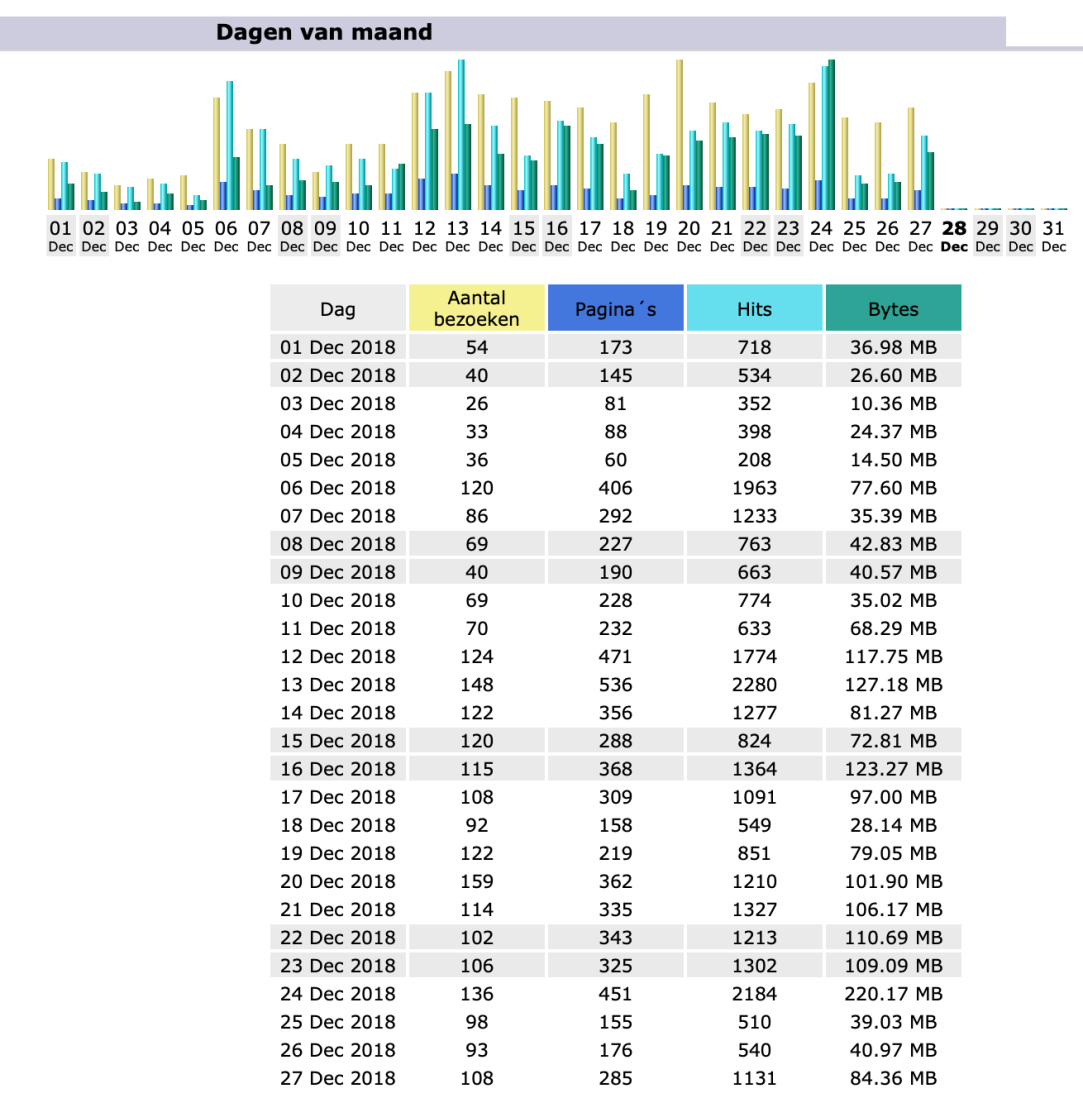 Dagen van maand
01 02 03 04 05 06 07 08 09 10 11 12 13 14 15 16 17 18 19 20 21 22 23 24 25 26 27 28 29 30 31
Dec Dec Dec Dec Dec Dec Dec Dec Dec Dec Dec Dec Dec Dec Dec Dec Dec Dec Dec Dec Dec Dec Dec Dec Dec Dec Dec Dec Dec Dec Dec
Dag Aantal bezoeken Pagina´s Hits Bytes
01 Dec 2018 54 173 718 36.98 MB
02 Dec 2018 40 145 534 26.60 MB
03 Dec 2018 26 81 352 10.36 MB
04 Dec 2018 33 88 398 24.37 MB
05 Dec 2018 36 60 208 14.50 MB
06 Dec 2018 120 406 1963 77.60 MB
07 Dec 2018 86 292 1233 35.39 MB
08 Dec 2018 69 227 763 42.83 MB
09 Dec 2018 40 190 663 40.57 MB
10 Dec 2018 69 228 774 35.02 MB
11 Dec 2018 70 232 633 68.29 MB
12 Dec 2018 124 471 1774 117.75 MB
13 Dec 2018 148 536 2280 127.18 MB
14 Dec 2018 122 356 1277 81.27 MB
15 Dec 2018 120 288 824 72.81 MB
16 Dec 2018 115 368 1364 123.27 MB
17 Dec 2018 108 309 1091 97.00 MB
18 Dec 2018 92 158 549 28.14 MB
19 Dec 2018 122 219 851 79.05 MB
20 Dec 2018 159 362 1210 101.90 MB
21 Dec 2018 114 335 1327 106.17 MB
22 Dec 2018 102 343 1213 110.69 MB
23 Dec 2018 106 325 1302 109.09 MB
24 Dec 2018 136 451 2184 220.17 MB
25 Dec 2018 98 155 510 39.03 MB
26 Dec 2018 93 176 540 40.97 MB
27 Dec 2018 108 285 1131 84.36 MB